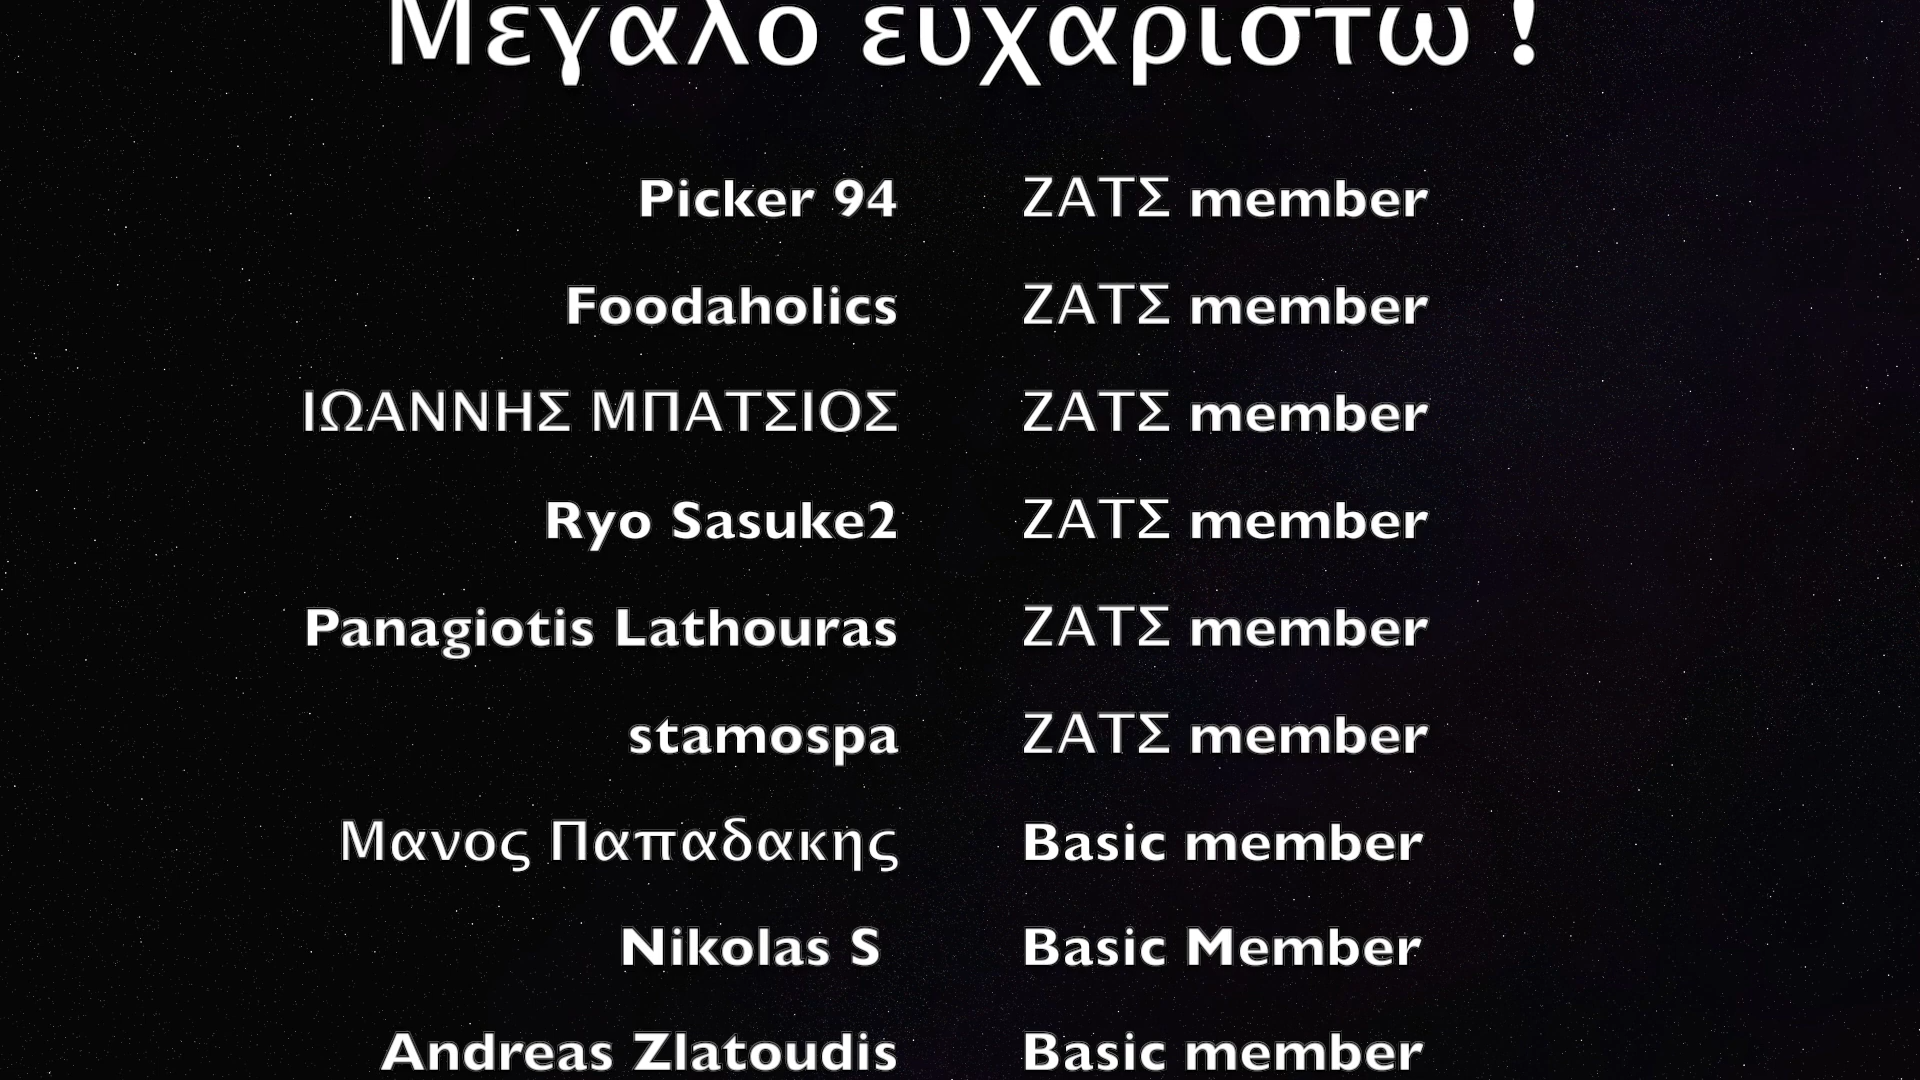 Μεγαλο ευχαριστω !
Picker 94 ΖΑΤΣ member
Foodaholics ΖΑΤΣ member
ΙΩΑΝΝΗΣ ΜΠΑΤΣΙΟΣ ΖΑΤΣ member
Ryo Sasuke2 ΖΑΤΣ member
Panagiotis Lathouras ΖΑΤΣ member
stamospa ΖΑΤΣ member
Μανος Παπαδακης Basic member
Nikolas S Basic Member
Andreas Zlatoudis Basic member